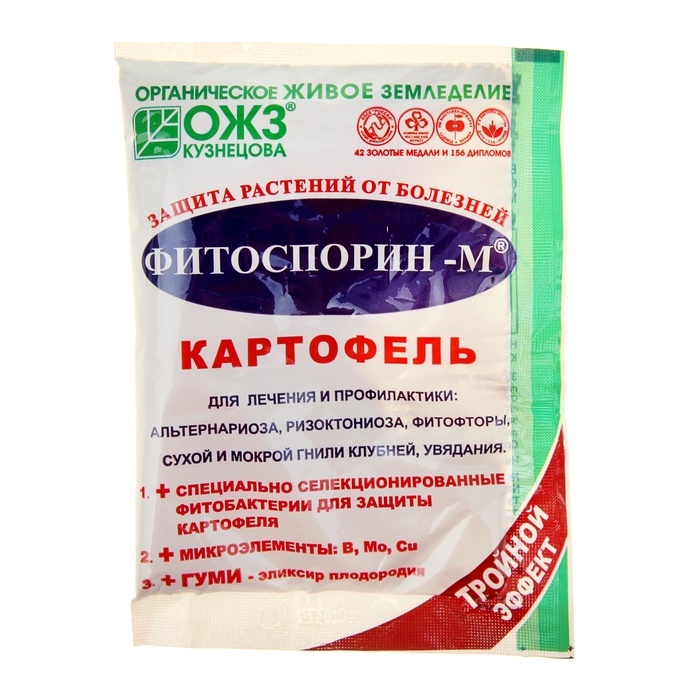 ОРГАНИЧЕСКОЕ ЖИВОЕ ЗЕМЛЕДЕЛИЕ
ОЖЗ®
КУЗНЕЦОВА
42 ЗОЛОТЫЕ МЕДАЛИ И 156 ДИПЛОМОВ
ЗАЩИТА РАСТЕНИЙ ОТ БОЛЕЗНЕЙ
ФИТОСПОРИН -М®
КАРТОФЕЛЬ
ДЛЯ ЛЕЧЕНИЯ И ПРОФИЛАКТИКИ:
АЛЬТЕРНАРИОЗА, РИЗОКТОНИОЗА, ФИТОФТОРЫ,
СУХОЙ И МОКРОЙ ГНИЛИ КЛУБНЕЙ, УВЯДАНИЯ.
1. + СПЕЦИАЛЬНО СЕЛЕКЦИОНИРОВАННЫЕ
ФИТОБАКТЕРИИ ДЛЯ ЗАЩИТЫ
КАРТОФЕЛЯ
2. + МИКРОЭЛЕМЕНТЫ: B, Mo, Cu
3. + ГУМИ - ЭЛИКСИР ПЛОДОРОДИЯ
ТРОЙНОЙ
ЭФФЕКТ